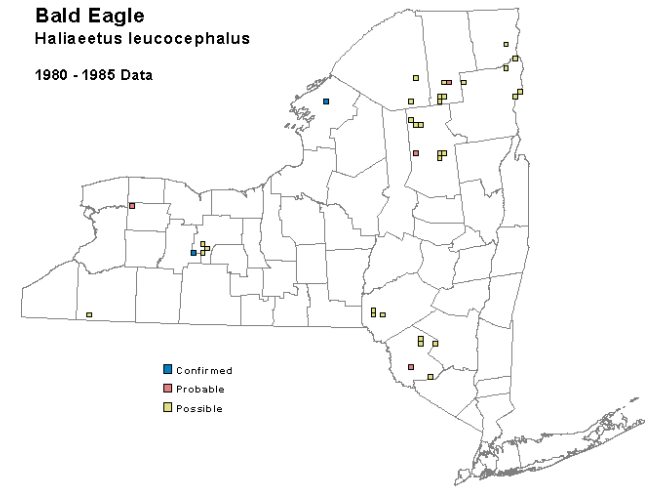 Bald Eagle
Haliaeetus leucocephalus
1980 - 1985 Data
Confirmed
Probable
Possible